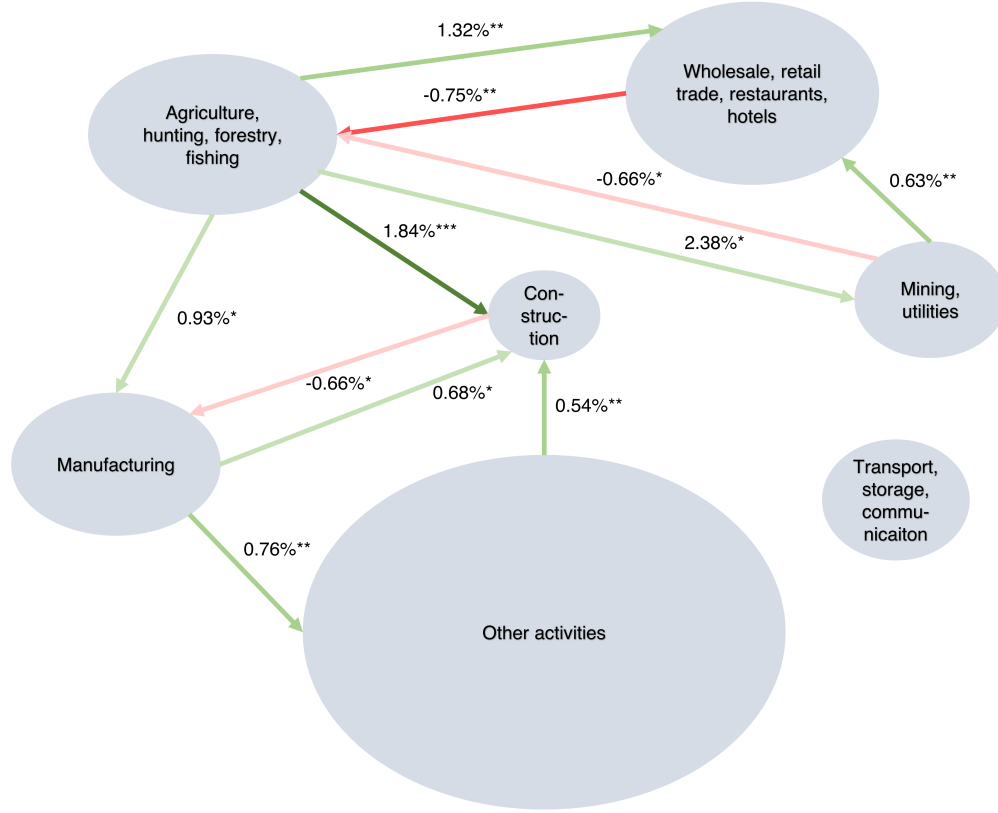 1.32%**
Wholesale, retail
trade, restaurants,
hotels
-0.75%**
Agriculture,
hunting, forestry,
fishing
-0.66%*
0.63%**
1.84%***
2.38%*
Con-
struc-
tion
Mining,
utilities
0.93%*
-0.66%*
0.68%*
0.54%**
Manufacturing
Transport,
storage,
commu-
nicaiton
0.76%**
Other activities